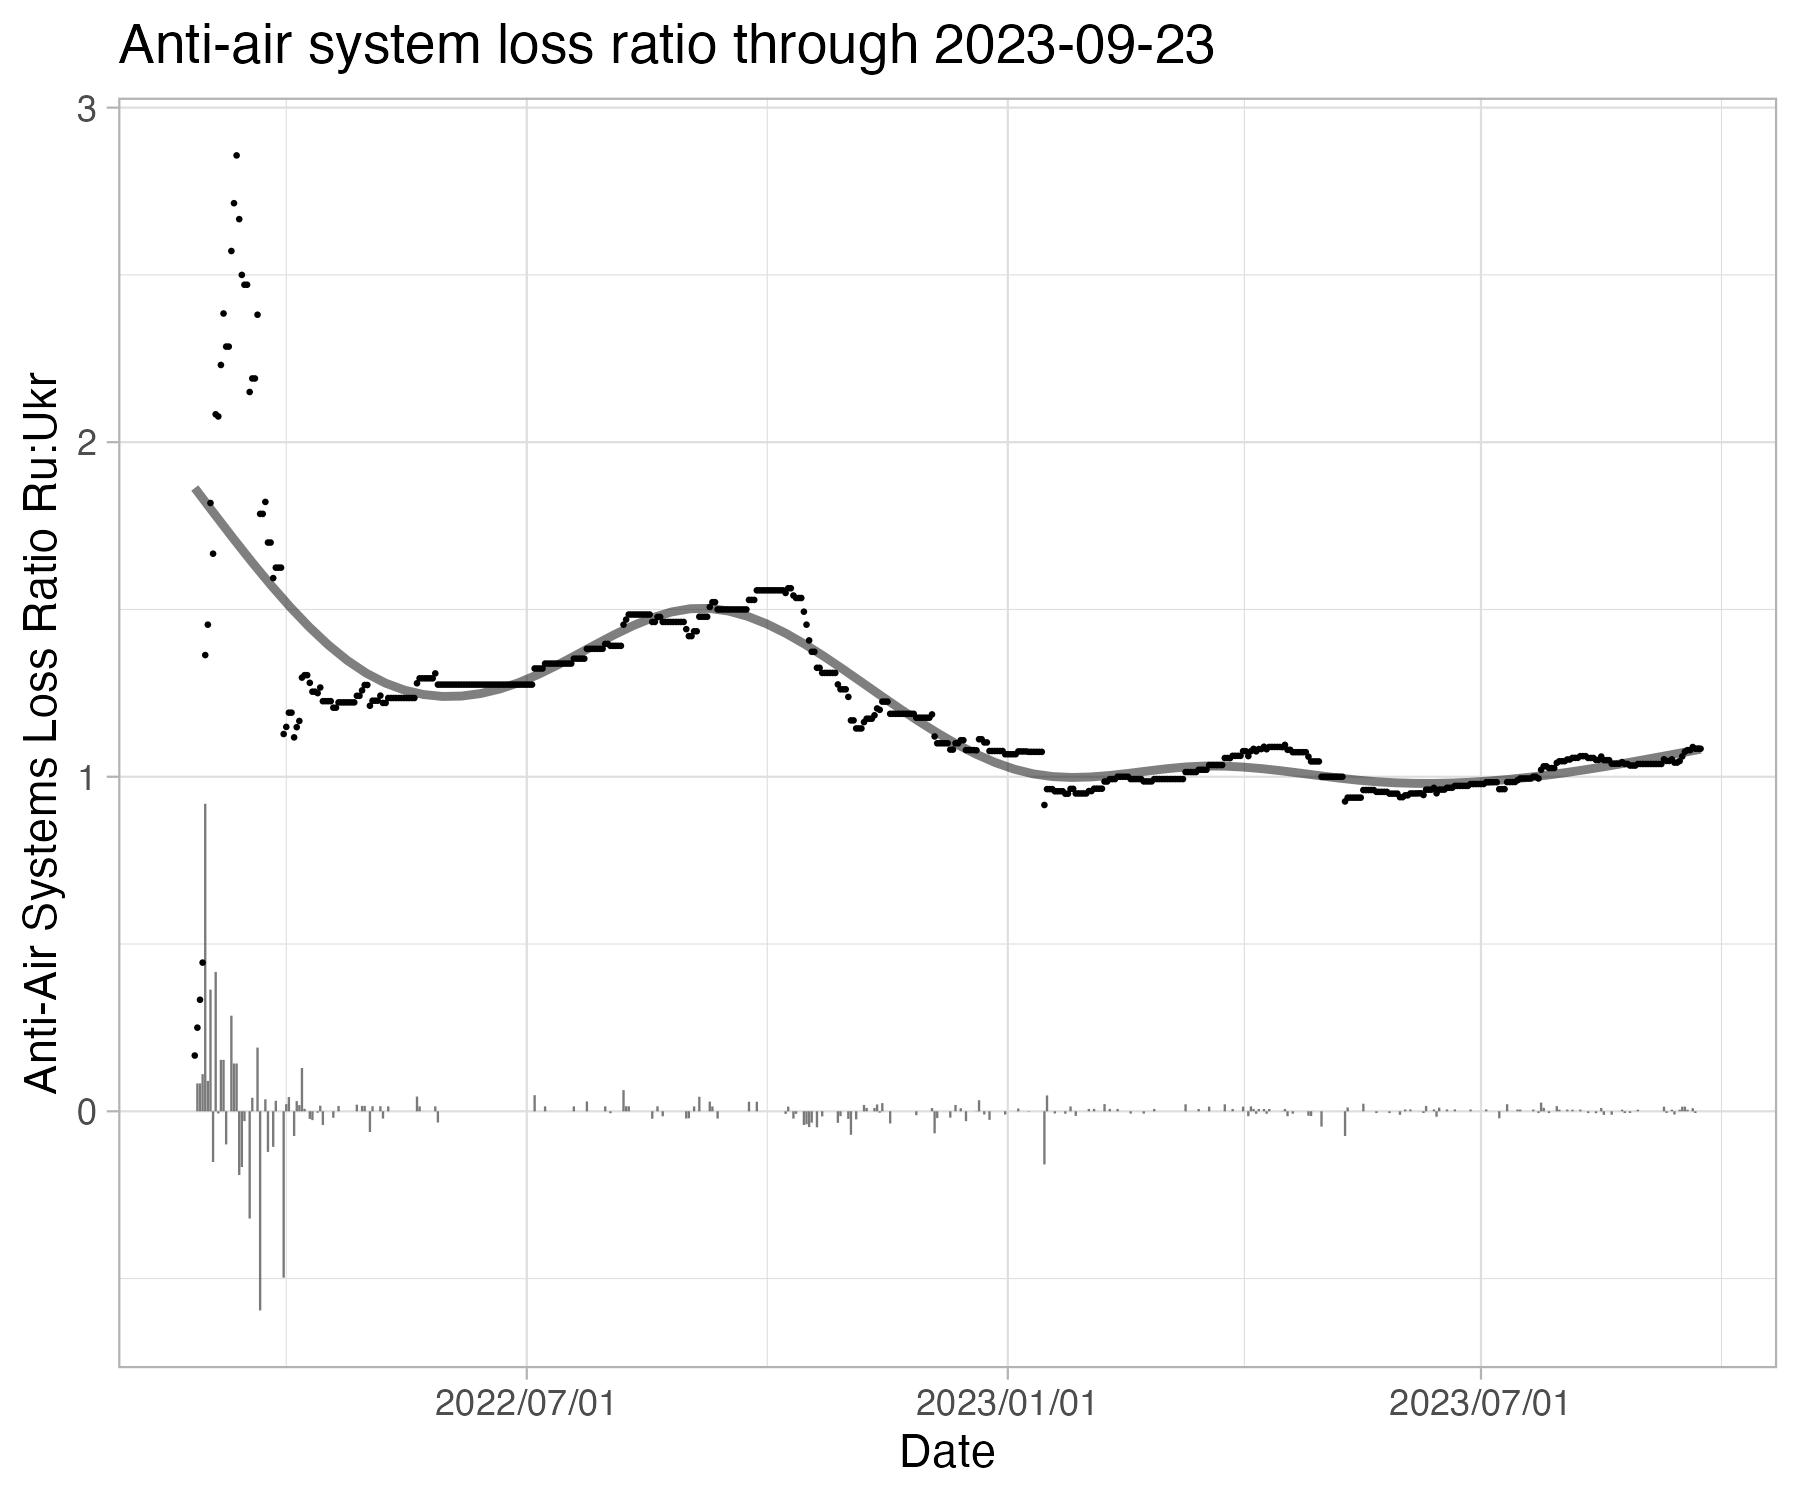 Anti-air system loss ratio through 2023-09-23
Anti-Air Systems Loss Ratio Ru:Ukr
3
2
1
0
2022/07/01
2023/01/01
2023/07/01
Date